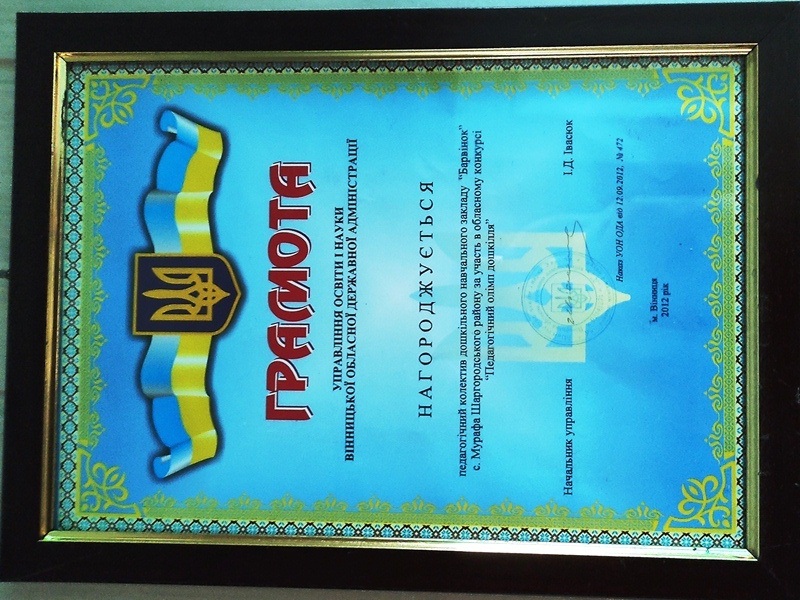 ГРАМОТА
УПРАВЛІННЯ ОСВІТИ І НАУКИ
ВІННИЦЬКОЇ ОБЛАСНОЇ ДЕРЖАВНОЇ АДМІНІСТРАЦІЇ
НАГОРОДЖУЄТЬСЯ
педагогічний колектив дошкільного навчального закладу "Барвінок"
с. Мурафа Шаргородського району за участь в обласному конкурсі
"Педагогічний олімп дошкілля"
Начальник управління І.Д. Івасюк
Наказ УОН ОДА від 12.09.2012, № 472
м. Вінниця
2012 рік